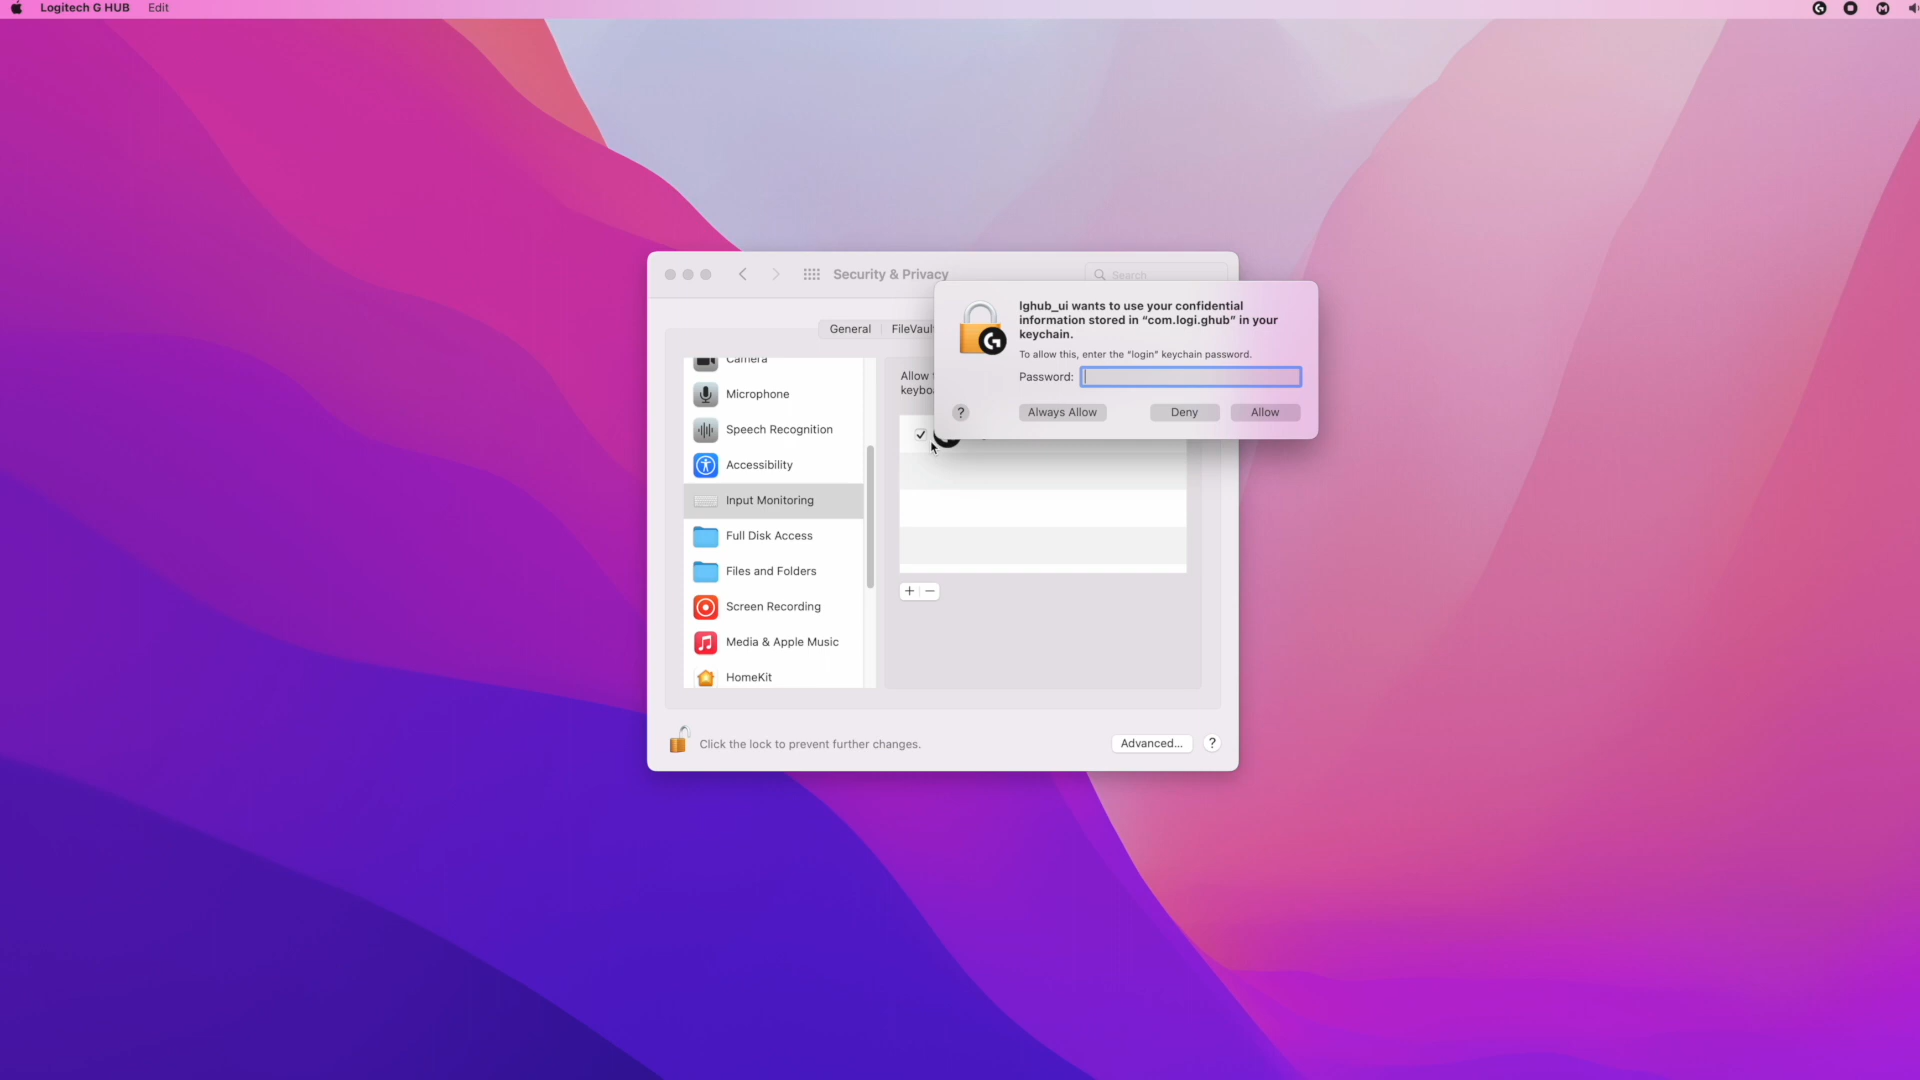 Logitech G HUB Edit
Security & Privacy
Search
General
FileVault
lghub_ui wants to use your confidential
information stored in “com.logi.ghub” in your
keychain.
To allow this, enter the “login” keychain password.
Password:
? Always Allow Deny Allow
Camera
Microphone
Speech Recognition
Accessibility
Input Monitoring
Full Disk Access
Files and Folders
Screen Recording
Media & Apple Music
HomeKit
Allow
keybo
+ −
Click the lock to prevent further changes.
Advanced... ?